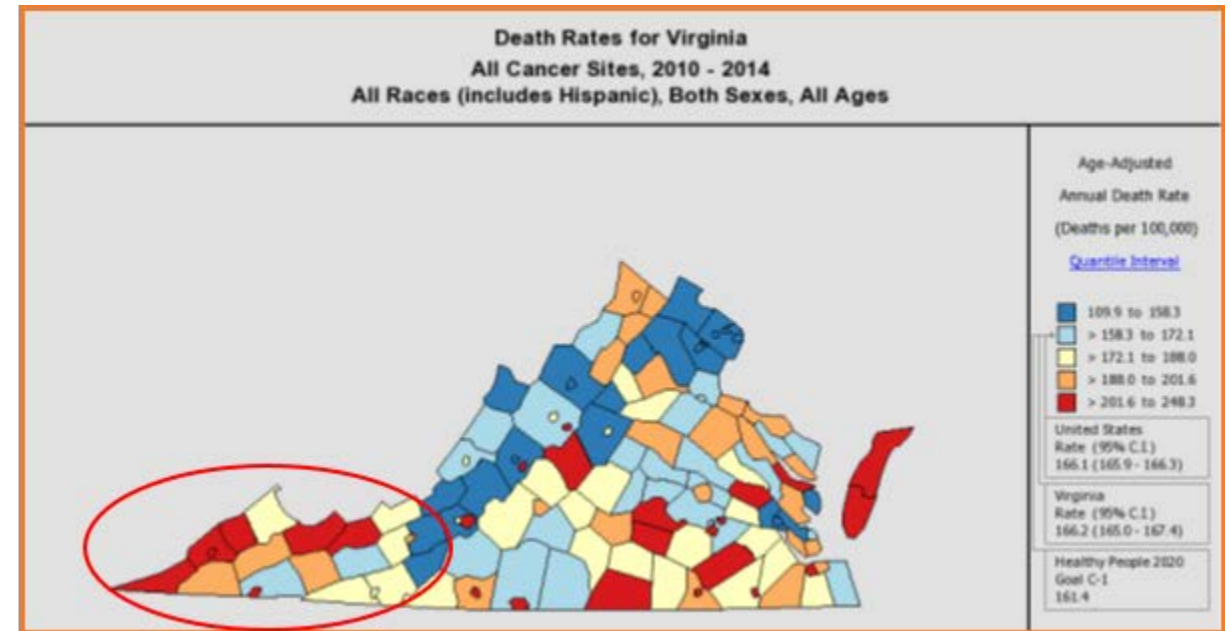 Death Rates for Virginia
All Cancer Sites, 2010 - 2014
All Races (includes Hispanic), Both Sexes, All Ages
Age-Adjusted
Annual Death Rate
(Deaths per 100,000)
Quantile Interval
109.9 to 158.3
> 158.3 to 172.1
> 172.1 to 188.0
> 188.0 to 201.6
> 201.6 to 248.3
United States
Rate (95% C.I.)
166.1 (165.9 - 166.3)
Virginia
Rate (95% C.I.)
166.2 (165.0 - 167.4)
Healthy People 2020
Goal C-1
161.4